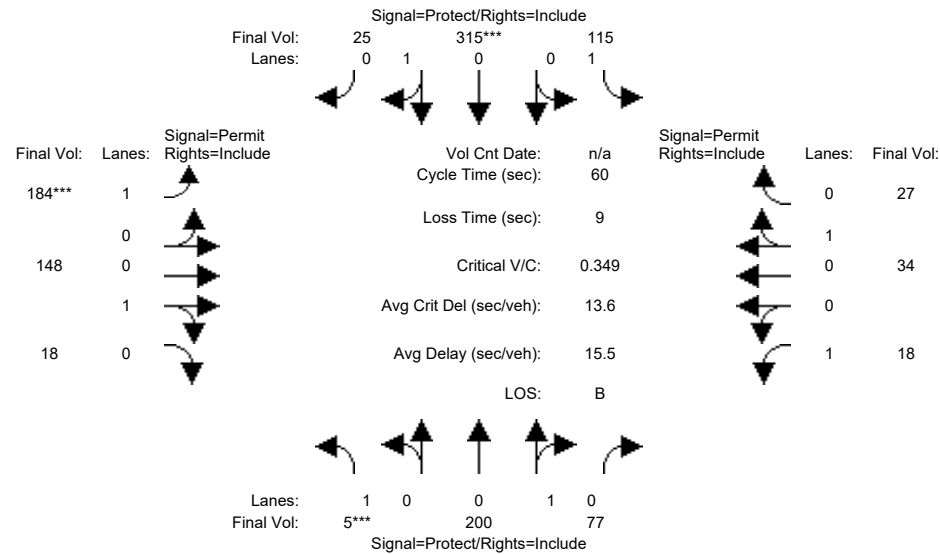 Signal=Protect/Rights=Include
Final Vol: 25 315*** 115
Lanes: 0 1 0 0 1
Signal=Permit
Final Vol: Lanes: Rights=Include
Vol Cnt Date: n/a
Signal=Permit
Rights=Include Lanes: Final Vol:
Cycle Time (sec): 60
184*** 1
0 27
Loss Time (sec): 9
0
1
148 0
Critical V/C: 0.349
0 34
1
Avg Crit Del (sec/veh): 13.6
0
18 0
Avg Delay (sec/veh): 15.5
1 18
LOS: B
Lanes: 1 0 0 1 0
Final Vol: 5*** 200 77
Signal=Protect/Rights=Include